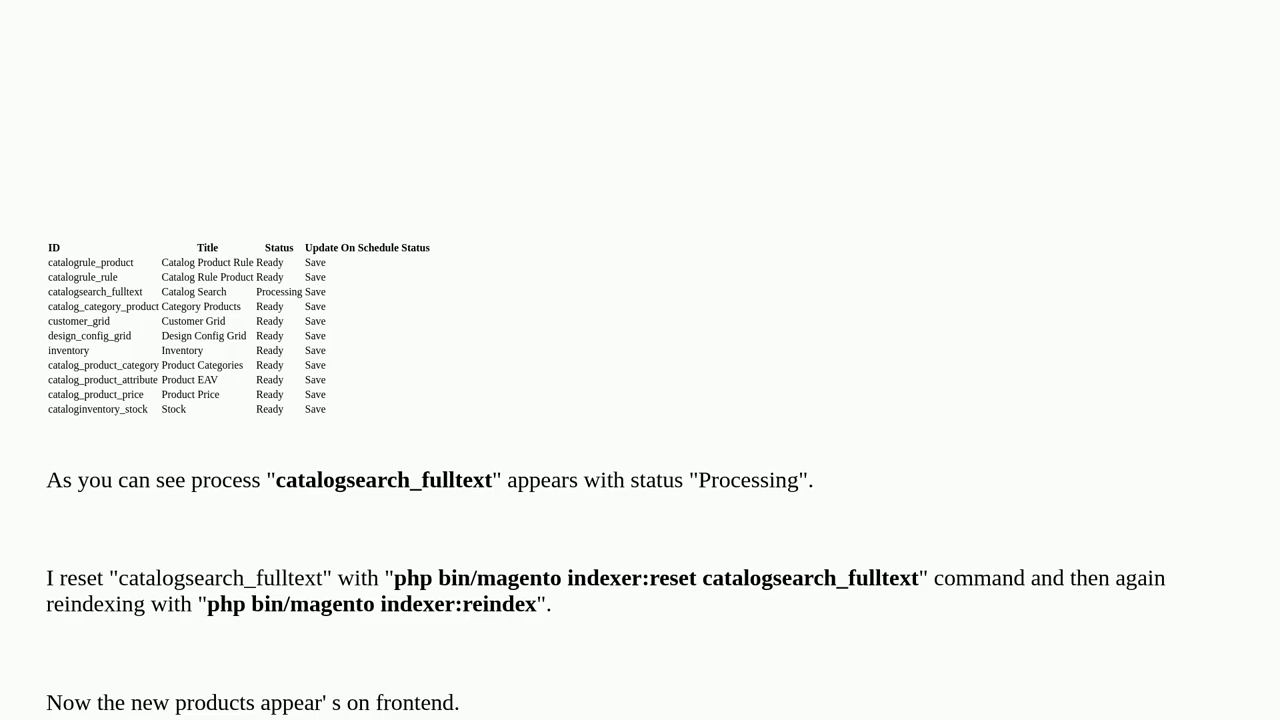 ID Title Status Update On Schedule Status
catalogrule_product Catalog Product Rule Ready Save
catalogrule_rule Catalog Rule Product Ready Save
catalogsearch_fulltext Catalog Search Processing Save
catalog_category_product Category Products Ready Save
customer_grid Customer Grid Ready Save
design_config_grid Design Config Grid Ready Save
inventory Inventory Ready Save
catalog_product_category Product Categories Ready Save
catalog_product_attribute Product EAV Ready Save
catalog_product_price Product Price Ready Save
cataloginventory_stock Stock Ready Save
As you can see process "catalogsearch_fulltext" appears with status "Processing".
I reset "catalogsearch_fulltext" with "php bin/magento indexer:reset catalogsearch_fulltext" command and then again
reindexing with "php bin/magento indexer:reindex".
Now the new products appear' s on frontend.